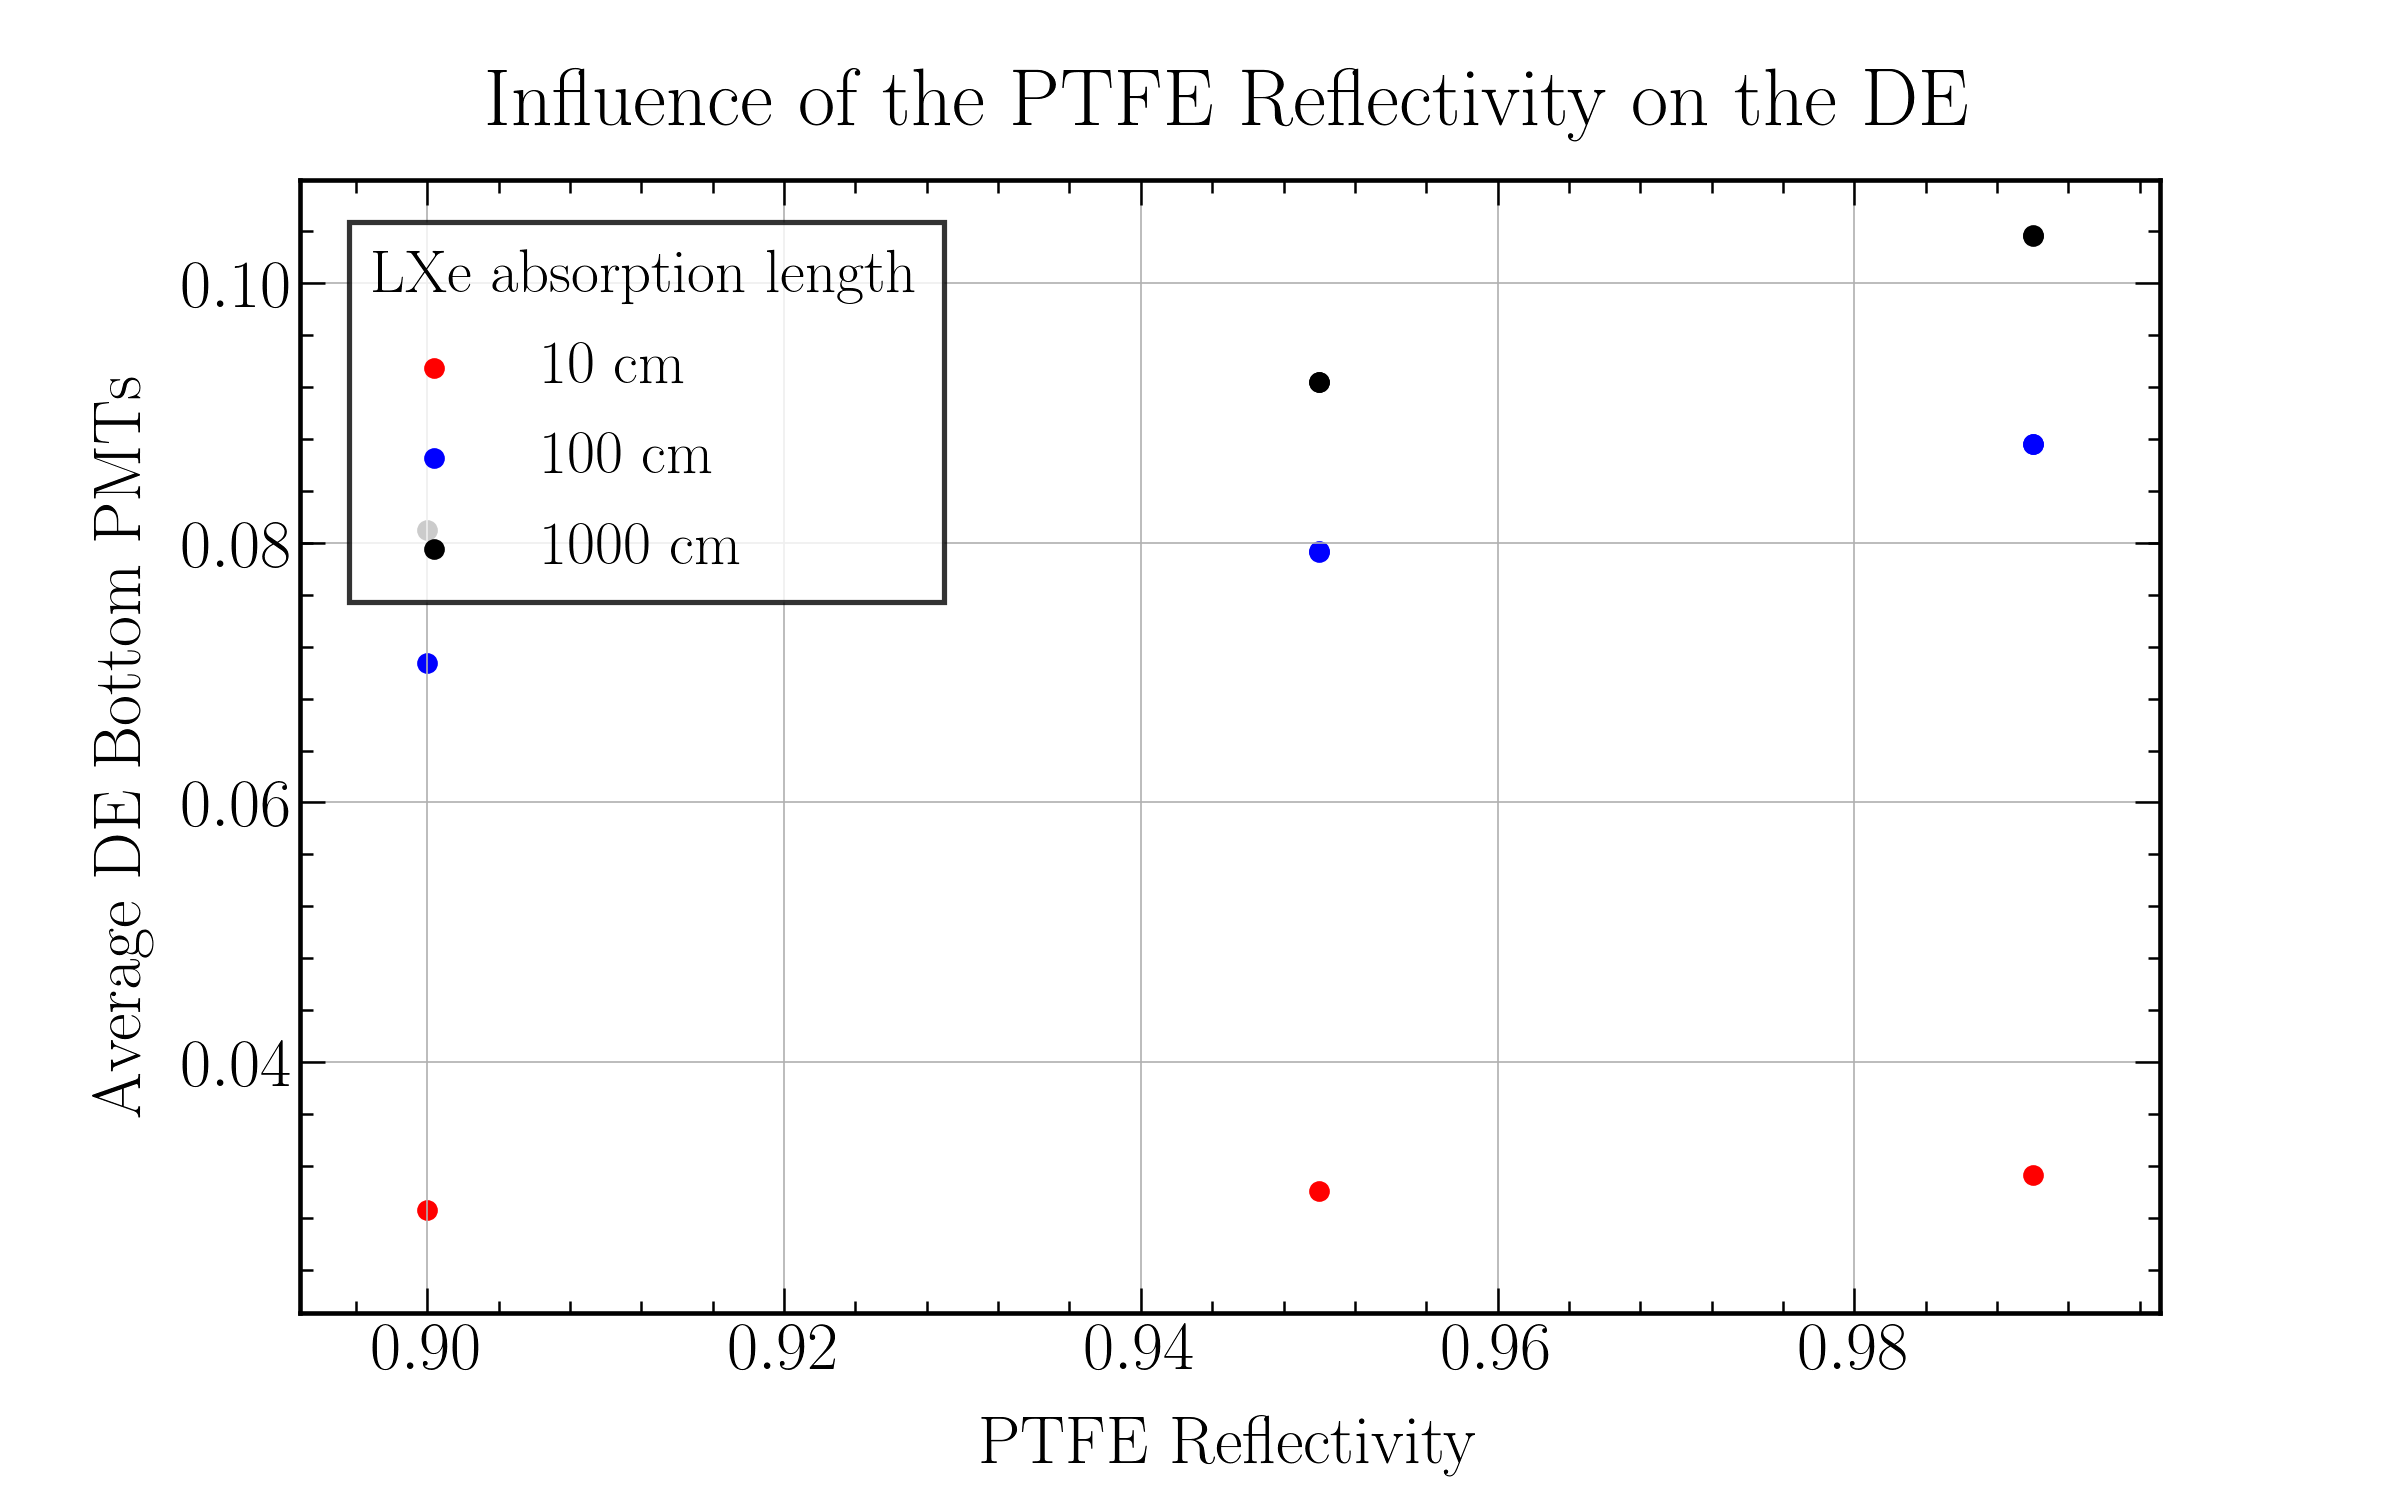 Influence of the PTFE Reflectivity on the DE
LXe absorption length
10 cm
100 cm
1000 cm
Average DE Bottom PMTs
0.10
0.08
0.06
0.04
0.90 0.92 0.94 0.96 0.98
PTFE Reflectivity